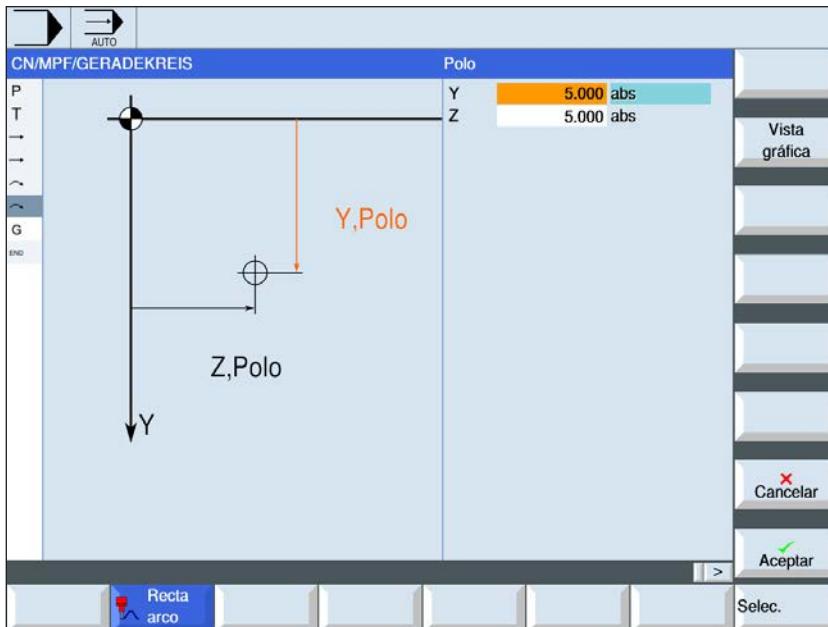 AUTO
CN/MPF/GERADEKREIS
Polo
P
T
G
END
Y 5.000 abs
Z 5.000 abs
Y,Polo
Z,Polo
Y
Vista
gráfica
Cancelar
Aceptar
>
Recta
arco
Selec.